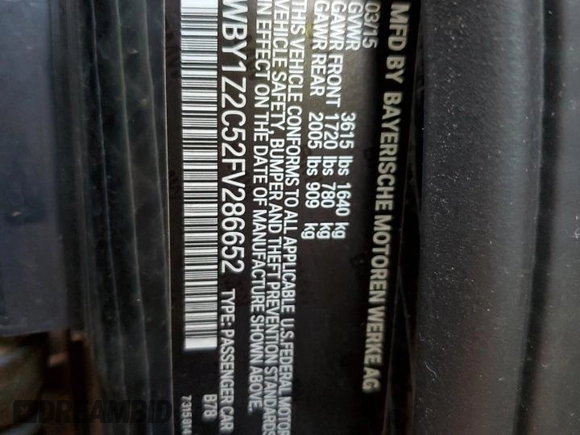 MFD BY BAYERISCHE MOTOREN WERKE AG
03/15
GVWR 3615 lbs 1640 kg
GAWR FRONT 1720 lbs 780 kg
GAWR REAR 2005 lbs 909 kg
THIS VEHICLE CONFORMS TO ALL APPLICABLE U.S.FEDERAL MOTOR
VEHICLE SAFETY, BUMPER AND THEFT PREVENTION STANDARDS
IN EFFECT ON THE DATE OF MANUFACTURE SHOWN ABOVE.
WBY1Z2C52FV286652 TYPE: PASSENGER CAR
B78
7315814
DREAMBID